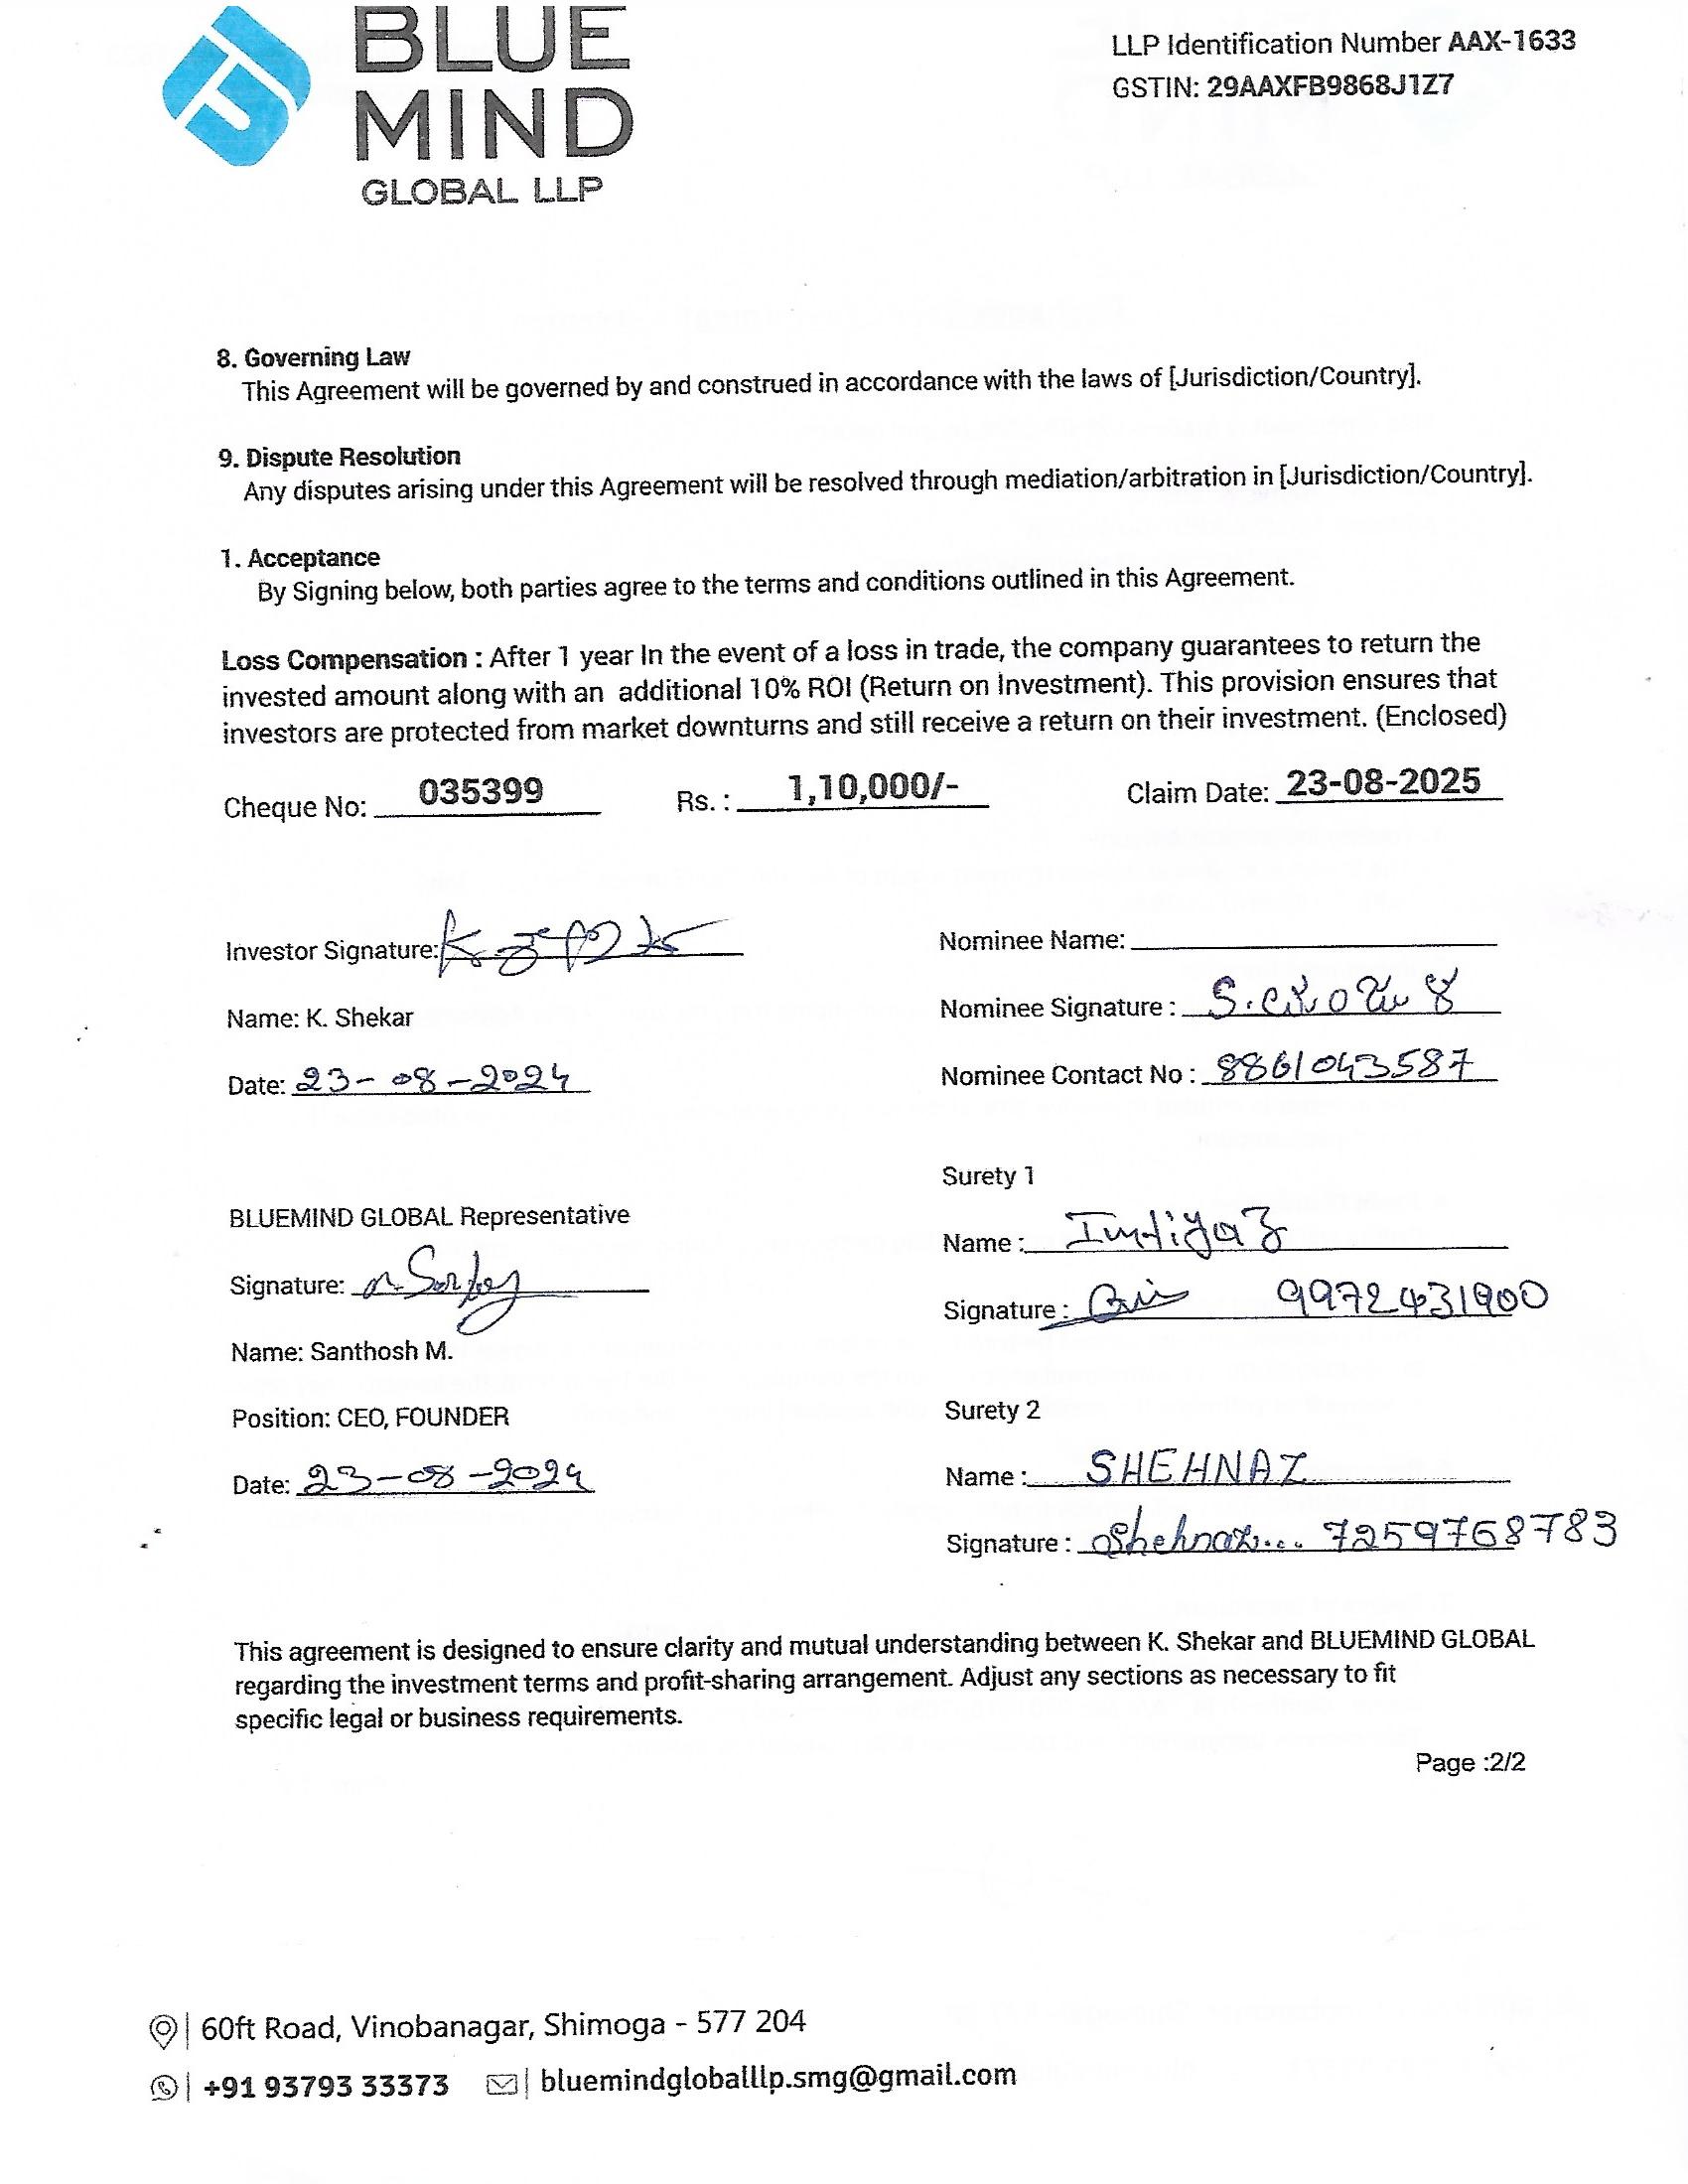 BLUE
MIND
GLOBAL LLP
LLP Identification Number AAX-1633
GSTIN: 29AAXFB9868J1Z7
8. Governing Law
This Agreement will be governed by and construed in accordance with the laws of [Jurisdiction/Country].
9. Dispute Resolution
Any disputes arising under this Agreement will be resolved through mediation/arbitration in [Jurisdiction/Country].
1. Acceptance
By Signing below, both parties agree to the terms and conditions outlined in this Agreement.
Loss Compensation : After 1 year In the event of a loss in trade, the company guarantees to return the
invested amount along with an additional 10% ROI (Return on Investment). This provision ensures that
investors are protected from market downturns and still receive a return on their investment. (Enclosed)
Cheque No: 035399 Rs. : 1,10,000/- Claim Date: 23-08-2025
Investor Signature:
Name: K. Shekar
Date: 23-08-2024
Nominee Name:
Nominee Signature :
Nominee Contact No : 8861043587
BLUEMIND GLOBAL Representative
Signature:
Name: Santhosh M.
Position: CEO, FOUNDER
Date: 23-08-2024
Surety 1
Name : Imtiyaz
Signature : 9972431900
Surety 2
Name : SHEHNAZ
Signature : Shehnaz... 7259768783
This agreement is designed to ensure clarity and mutual understanding between K. Shekar and BLUEMIND GLOBAL
regarding the investment terms and profit-sharing arrangement. Adjust any sections as necessary to fit
specific legal or business requirements.
Page :2/2
60ft Road, Vinobanagar, Shimoga - 577 204
+91 93793 33373 bluemindgloballlp.smg@gmail.com